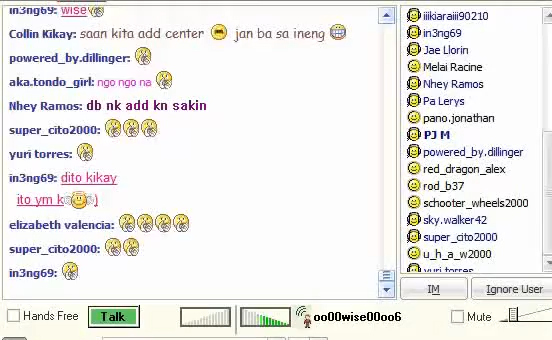 in3ng69: wise
Collin Kikay: saan kita add center jan ba sa ineng
powered_by.dillinger:
aka.tondo_girl: ngo ngo na
Nhey Ramos: db nk add kn sakin
super_cito2000:
yuri torres:
in3ng69: dito kikay
ito ym k )
elizabeth valencia:
super_cito2000:
in3ng69:
iiikiaraiii90210
in3ng69
Jae Llorin
Melai Racine
Nhey Ramos
Pa Lerys
pano.jonathan
PJ M
powered_by.dillinger
red_dragon_alex
rod_b37
schooter_wheels2000
sky.walker42
super_cito2000
u_h_a_w2000
yuri torres
IM
Ignore User
Hands Free
Talk
oo00wise00oo6
Mute